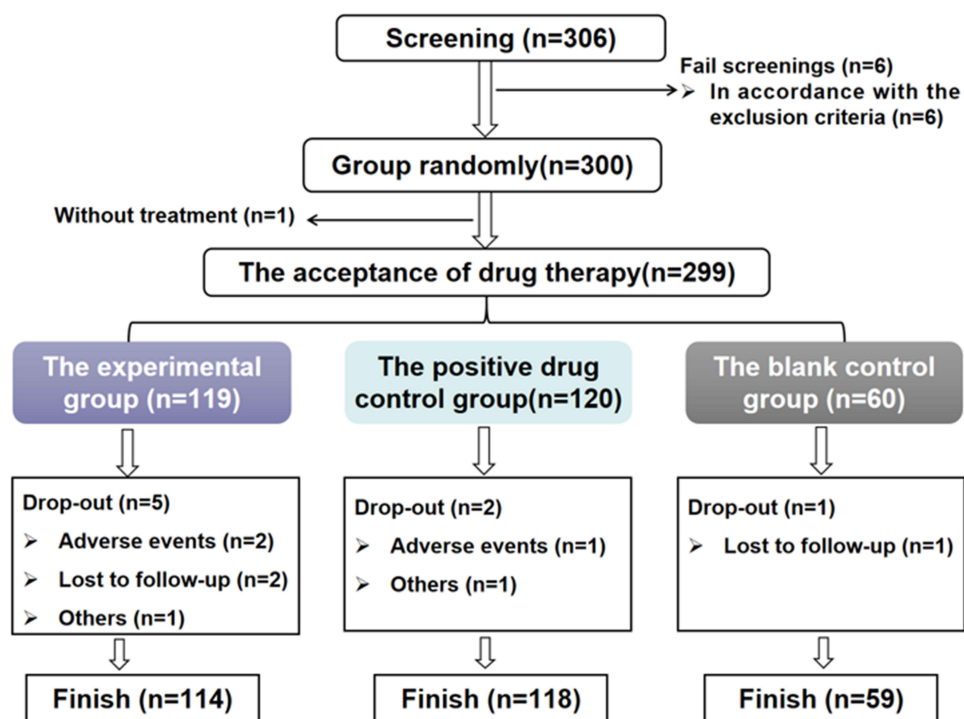 Screening (n=306)
Fail screenings (n=6)
➢ In accordance with the
exclusion criteria (n=6)
Group randomly(n=300)
Without treatment (n=1)
The acceptance of drug therapy(n=299)
The experimental
group (n=119)
The positive drug
control group(n=120)
The blank control
group (n=60)
Drop-out (n=5)
➢ Adverse events (n=2)
➢ Lost to follow-up (n=2)
➢ Others (n=1)
Drop-out (n=2)
➢ Adverse events (n=1)
➢ Others (n=1)
Drop-out (n=1)
➢ Lost to follow-up (n=1)
Finish (n=114)
Finish (n=118)
Finish (n=59)